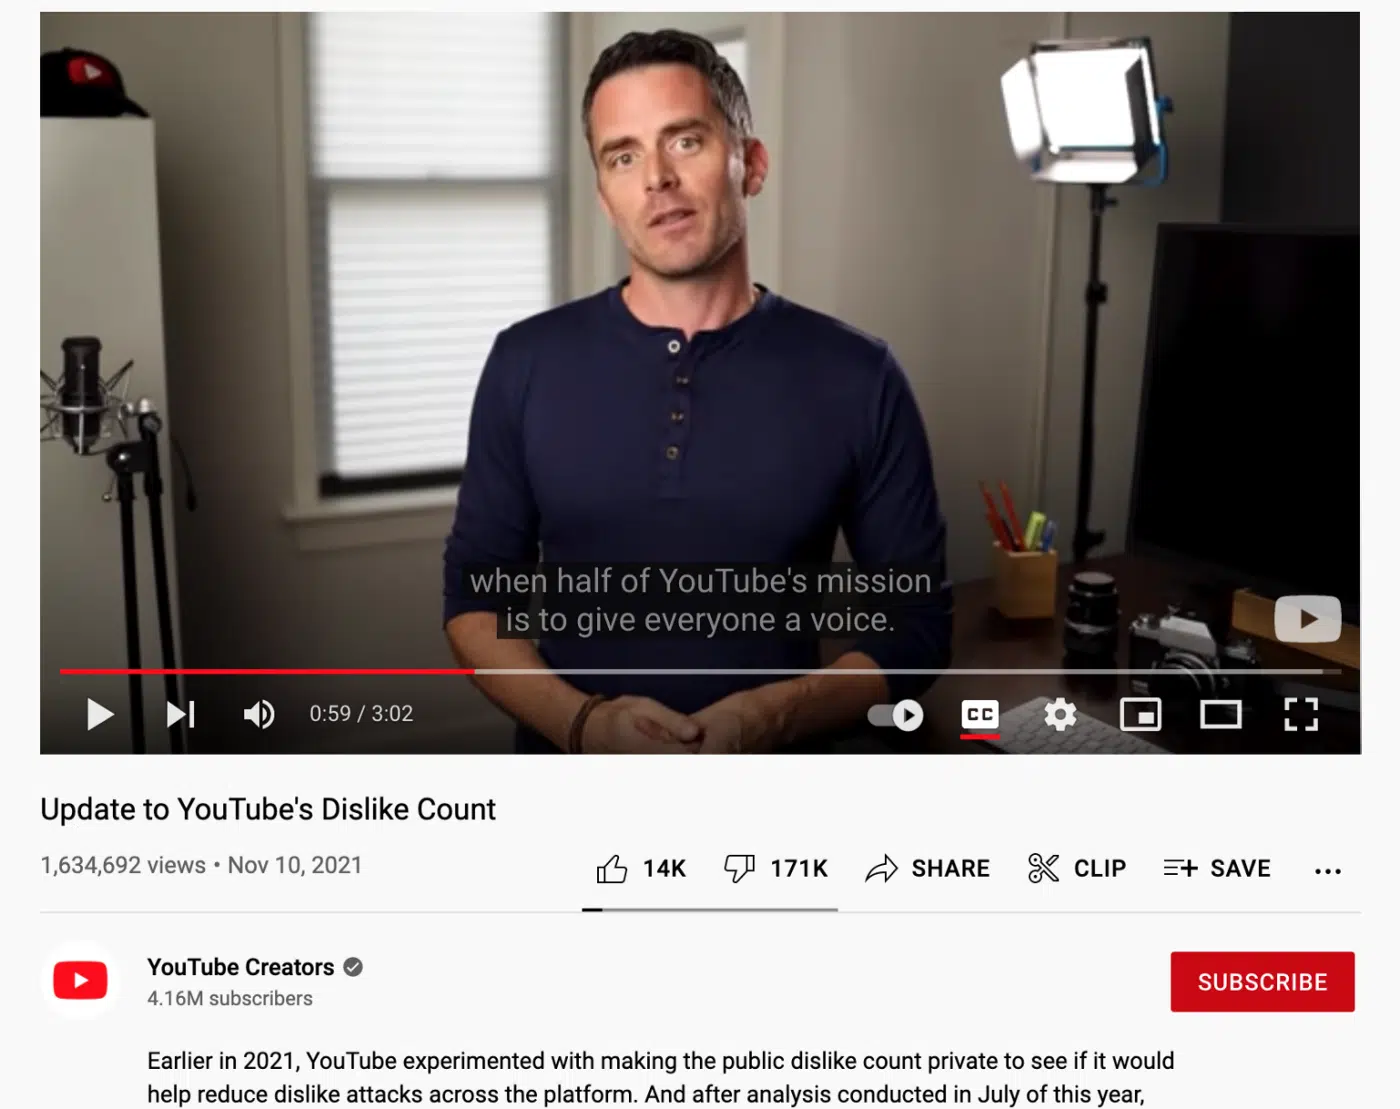 when half of YouTube's mission
is to give everyone a voice.
0:59 / 3:02
CC
Update to YouTube's Dislike Count
1,634,692 views • Nov 10, 2021
14K
171K
SHARE
CLIP
SAVE
YouTube Creators
4.16M subscribers
SUBSCRIBE
Earlier in 2021, YouTube experimented with making the public dislike count private to see if it would
help reduce dislike attacks across the platform. And after analysis conducted in July of this year,